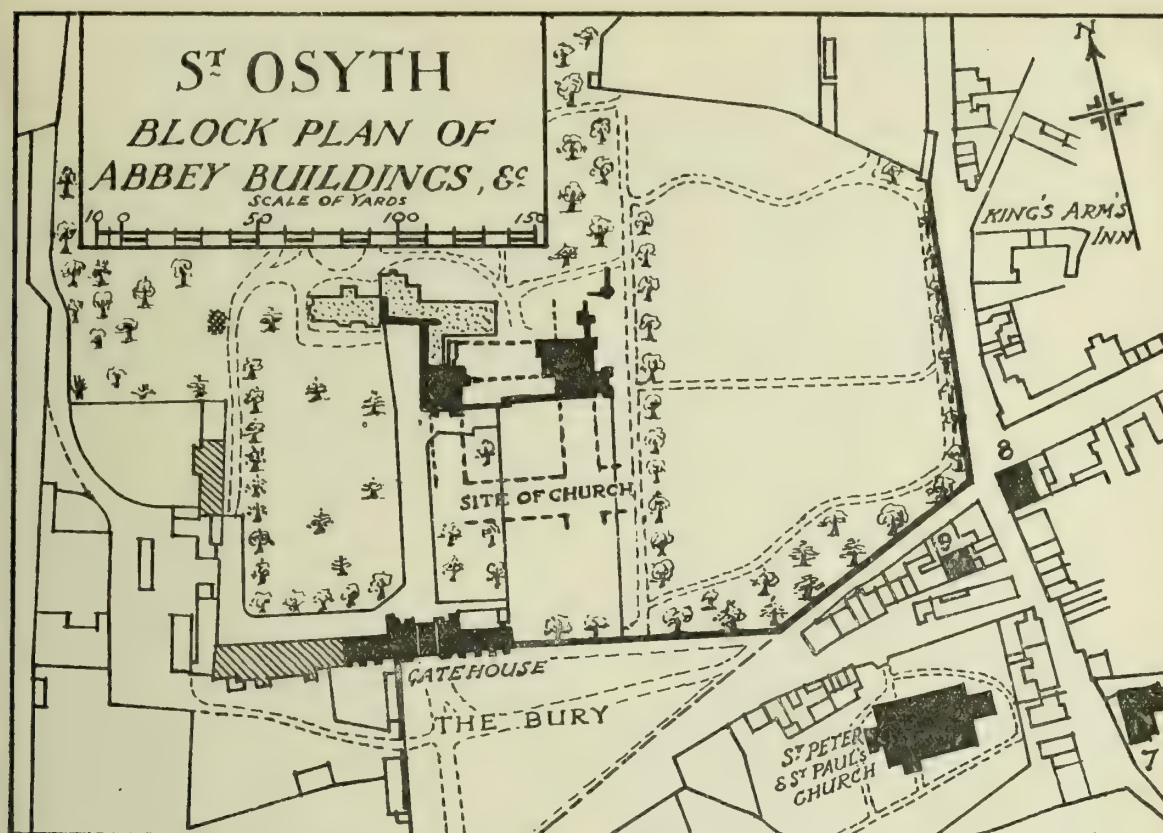 ST. OSYTH
BLOCK PLAN OF
ABBEY BUILDINGS, &c.
SCALE OF YARDS
10 0 50 100 150
N
KING'S ARMS
INN
8
SITE OF CHURCH
9
GATEHOUSE
THE BURY
ST. PETER
& ST. PAUL'S
CHURCH
7